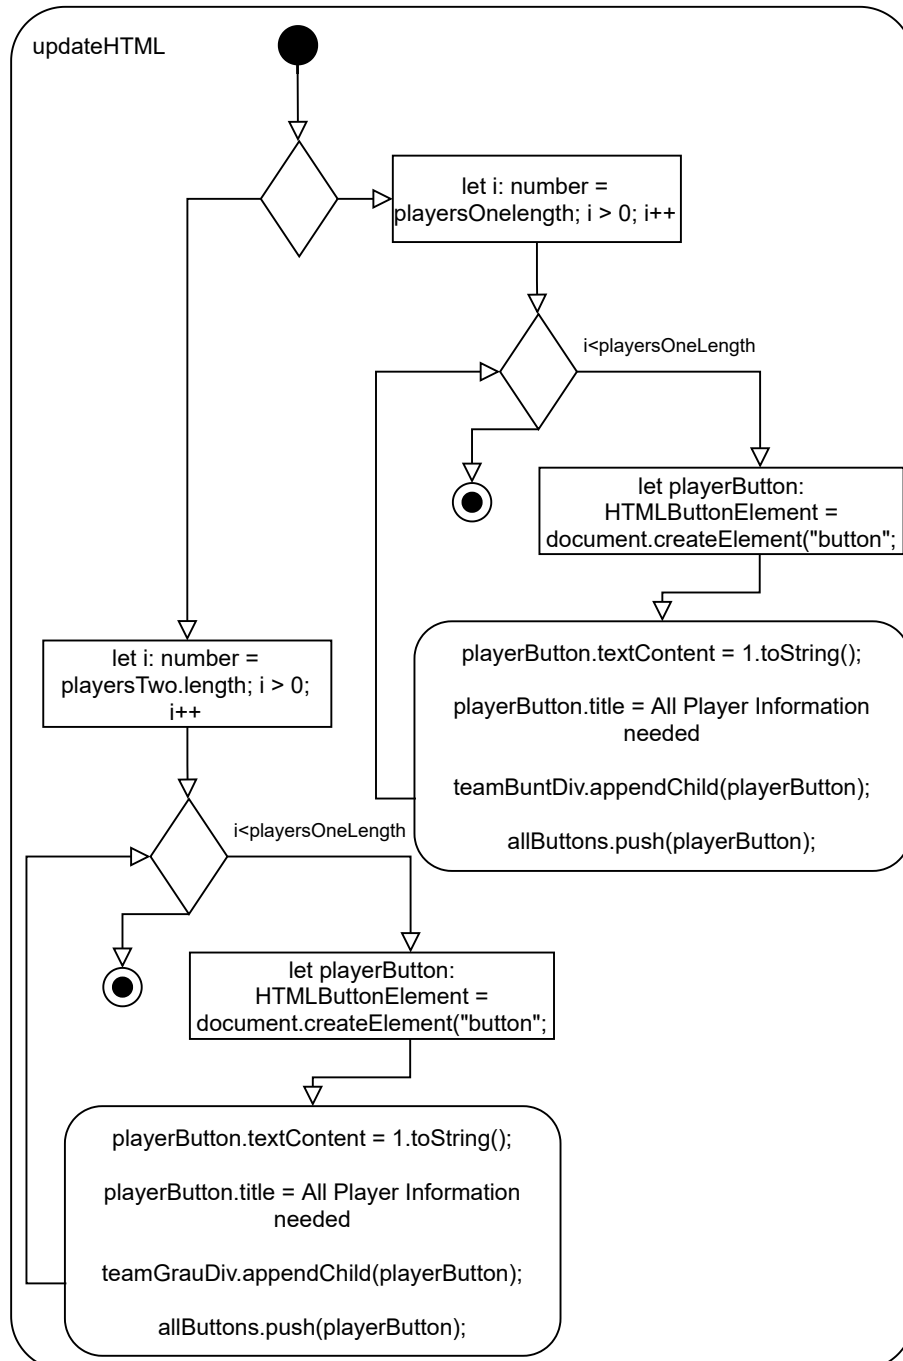 updateHTML
let i: number =
playersOnelength; i > 0; i++
i<playersOneLength
let playerButton:
HTMLButtonElement =
document.createElement("button";
playerButton.textContent = 1.toString();
playerButton.title = All Player Information
needed
teamBuntDiv.appendChild(playerButton);
allButtons.push(playerButton);
let i: number =
playersTwo.length; i > 0;
i++
i<playersOneLength
let playerButton:
HTMLButtonElement =
document.createElement("button";
playerButton.textContent = 1.toString();
playerButton.title = All Player Information
needed
teamGrauDiv.appendChild(playerButton);
allButtons.push(playerButton);